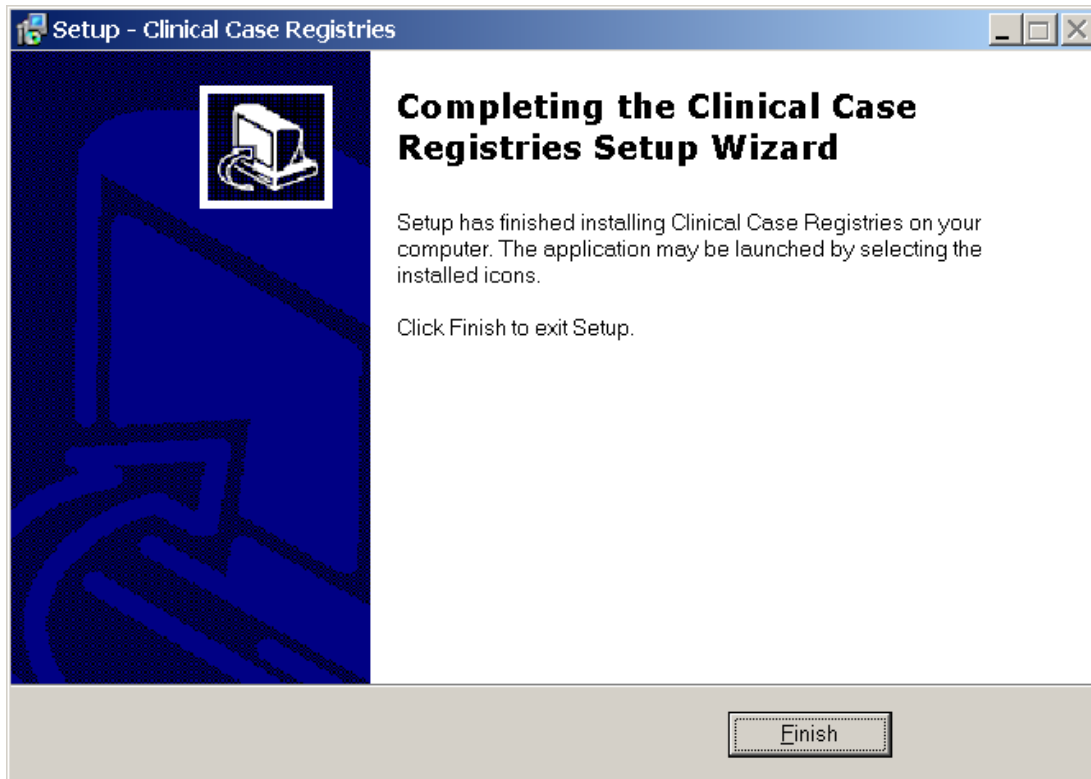 Setup - Clinical Case Registries
Completing the Clinical Case
Registries Setup Wizard
Setup has finished installing Clinical Case Registries on your
computer. The application may be launched by selecting the
installed icons.
Click Finish to exit Setup.
Finish